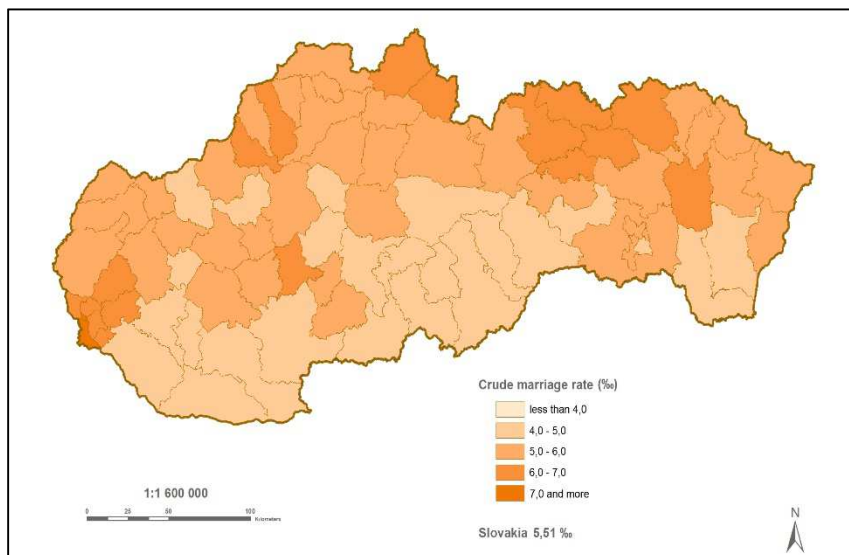 Crude marriage rate (‰)
less than 4,0
4,0 - 5,0
5,0 - 6,0
6,0 - 7,0
7,0 and more
1:1 600 000
0 25 50 100
Kilometers
N
Slovakia 5,51 ‰